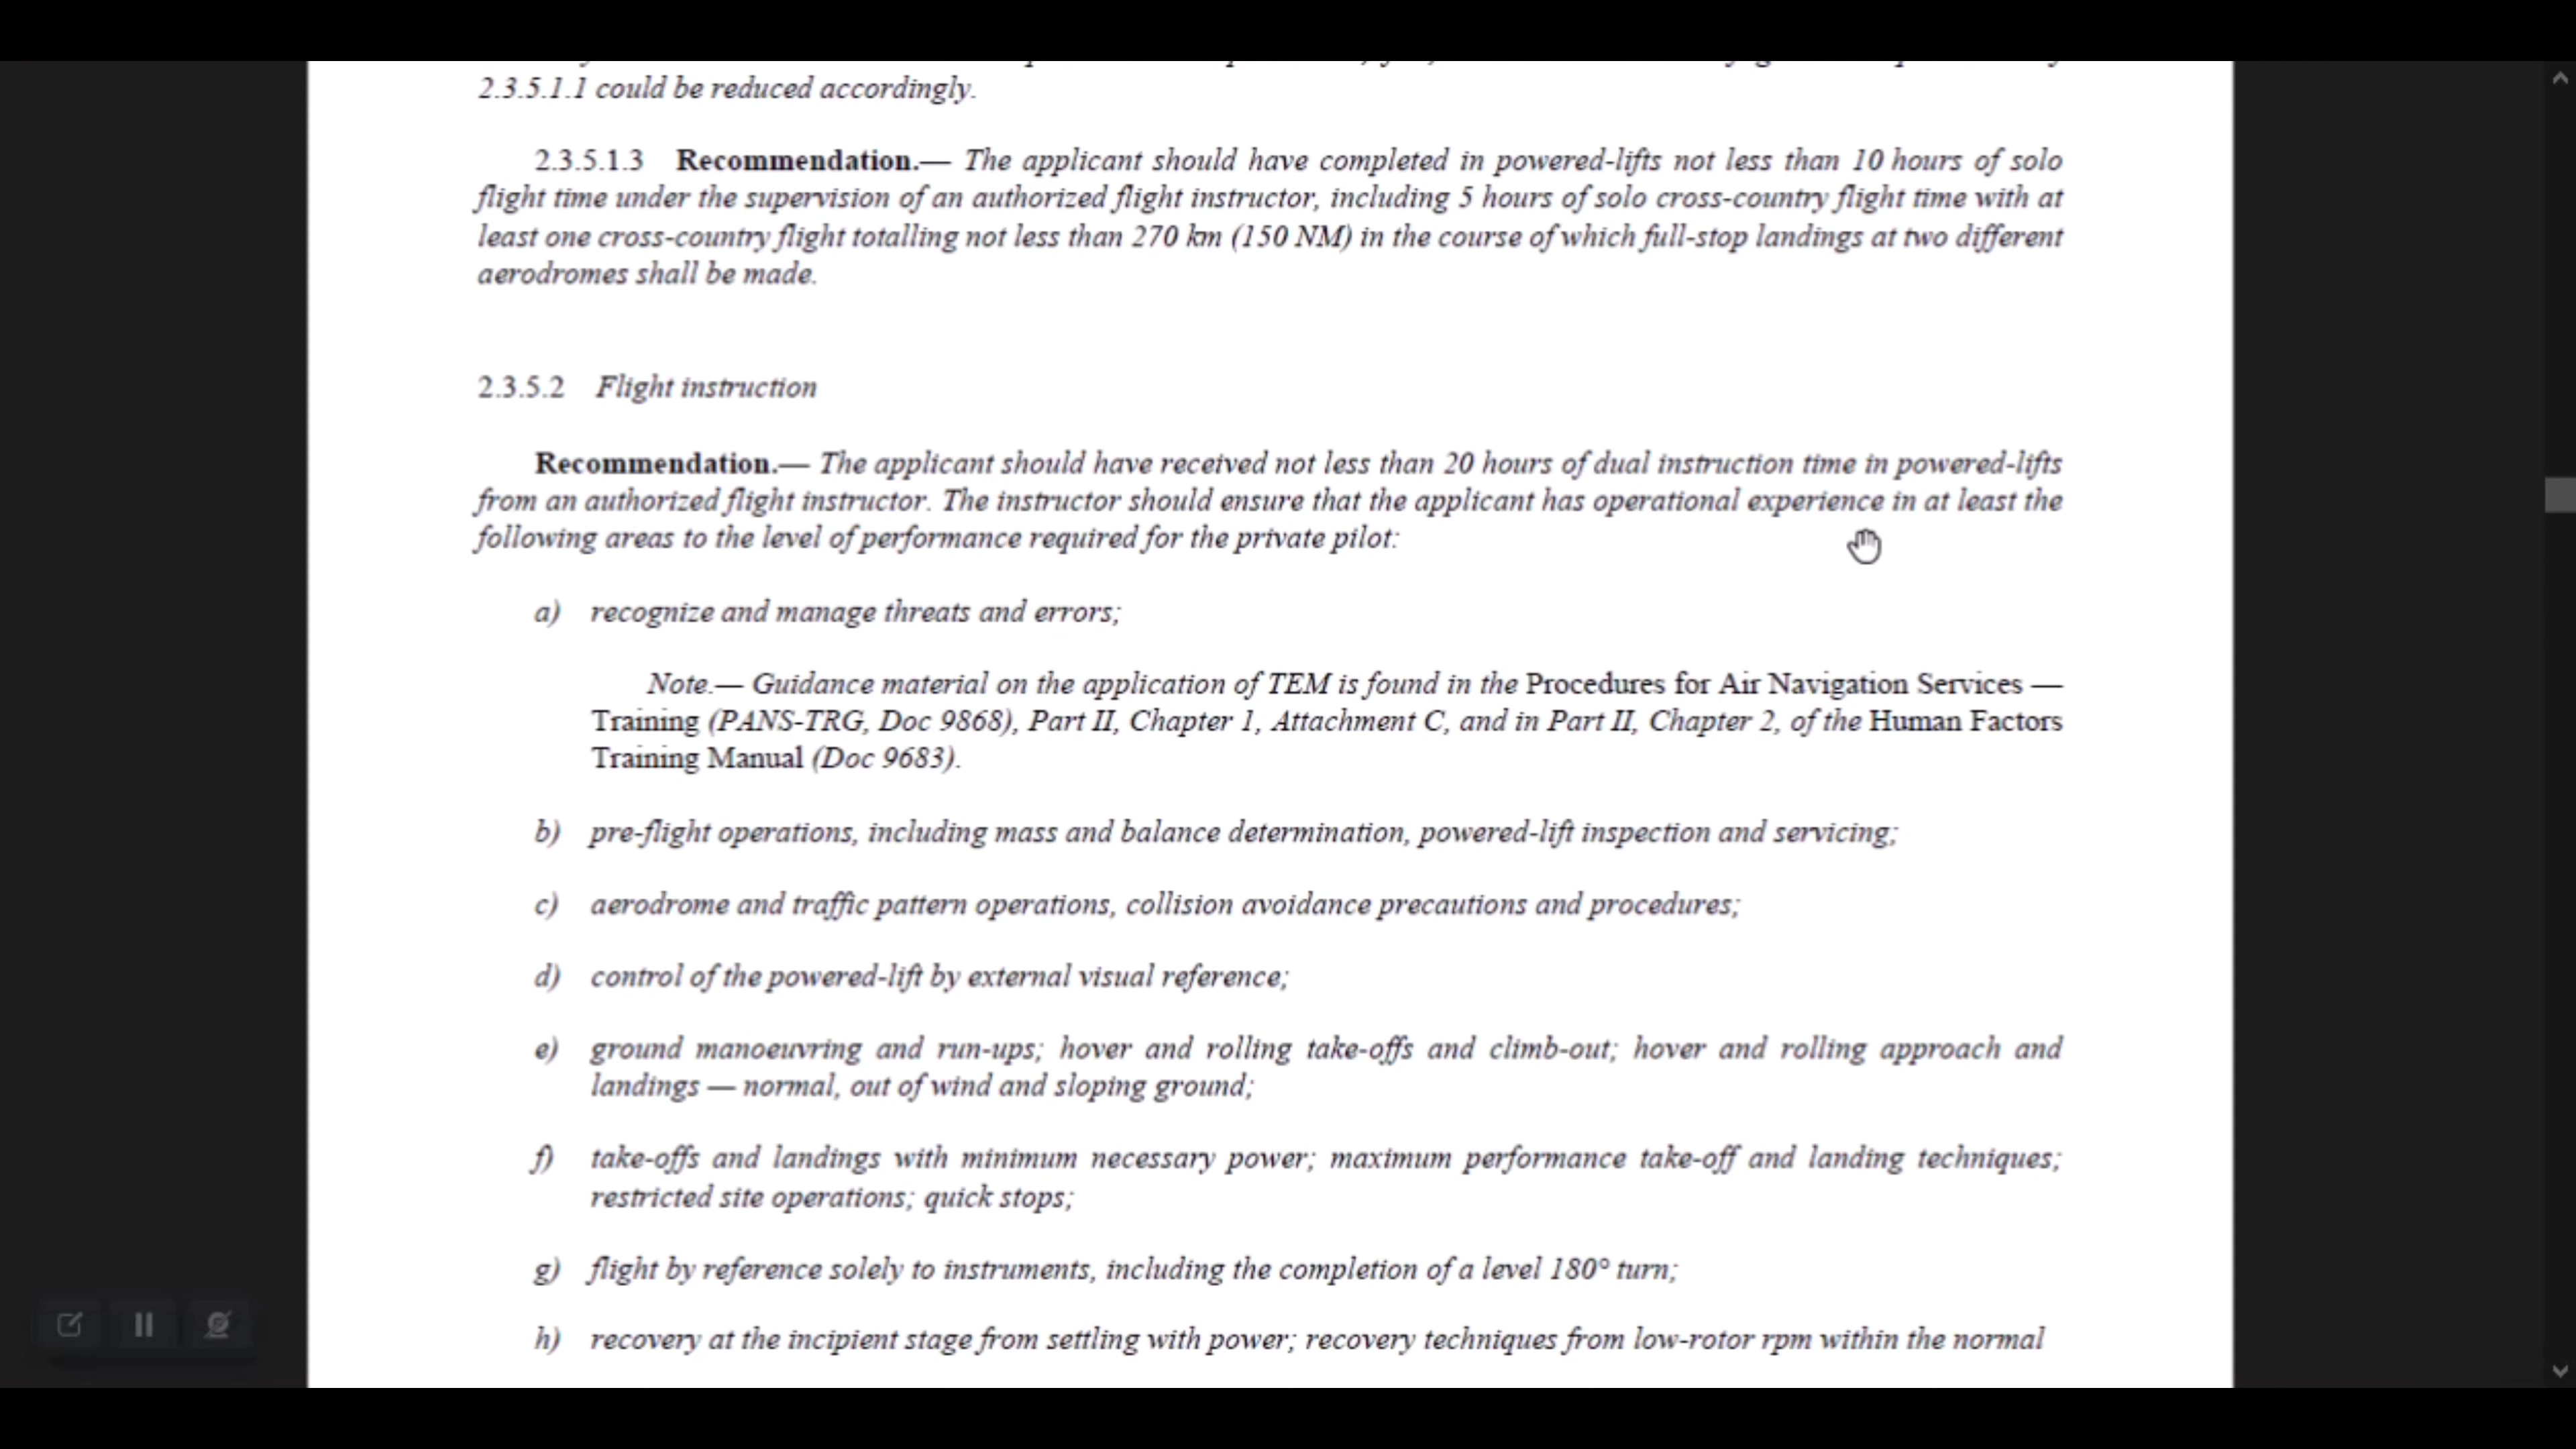 2.3.5.1.1 could be reduced accordingly.
2.3.5.1.3 Recommendation.— The applicant should have completed in powered-lifts not less than 10 hours of solo
flight time under the supervision of an authorized flight instructor, including 5 hours of solo cross-country flight time with at
least one cross-country flight totalling not less than 270 km (150 NM) in the course of which full-stop landings at two different
aerodromes shall be made.
2.3.5.2 Flight instruction
Recommendation.— The applicant should have received not less than 20 hours of dual instruction time in powered-lifts
from an authorized flight instructor. The instructor should ensure that the applicant has operational experience in at least the
following areas to the level of performance required for the private pilot:
a) recognize and manage threats and errors;
Note.— Guidance material on the application of TEM is found in the Procedures for Air Navigation Services —
Training (PANS-TRG, Doc 9868), Part II, Chapter 1, Attachment C, and in Part II, Chapter 2, of the Human Factors
Training Manual (Doc 9683).
b) pre-flight operations, including mass and balance determination, powered-lift inspection and servicing;
c) aerodrome and traffic pattern operations, collision avoidance precautions and procedures;
d) control of the powered-lift by external visual reference;
e) ground manoeuvring and run-ups; hover and rolling take-offs and climb-out; hover and rolling approach and
landings — normal, out of wind and sloping ground;
f) take-offs and landings with minimum necessary power; maximum performance take-off and landing techniques;
restricted site operations; quick stops;
g) flight by reference solely to instruments, including the completion of a level 180° turn;
h) recovery at the incipient stage from settling with power; recovery techniques from low-rotor rpm within the normal